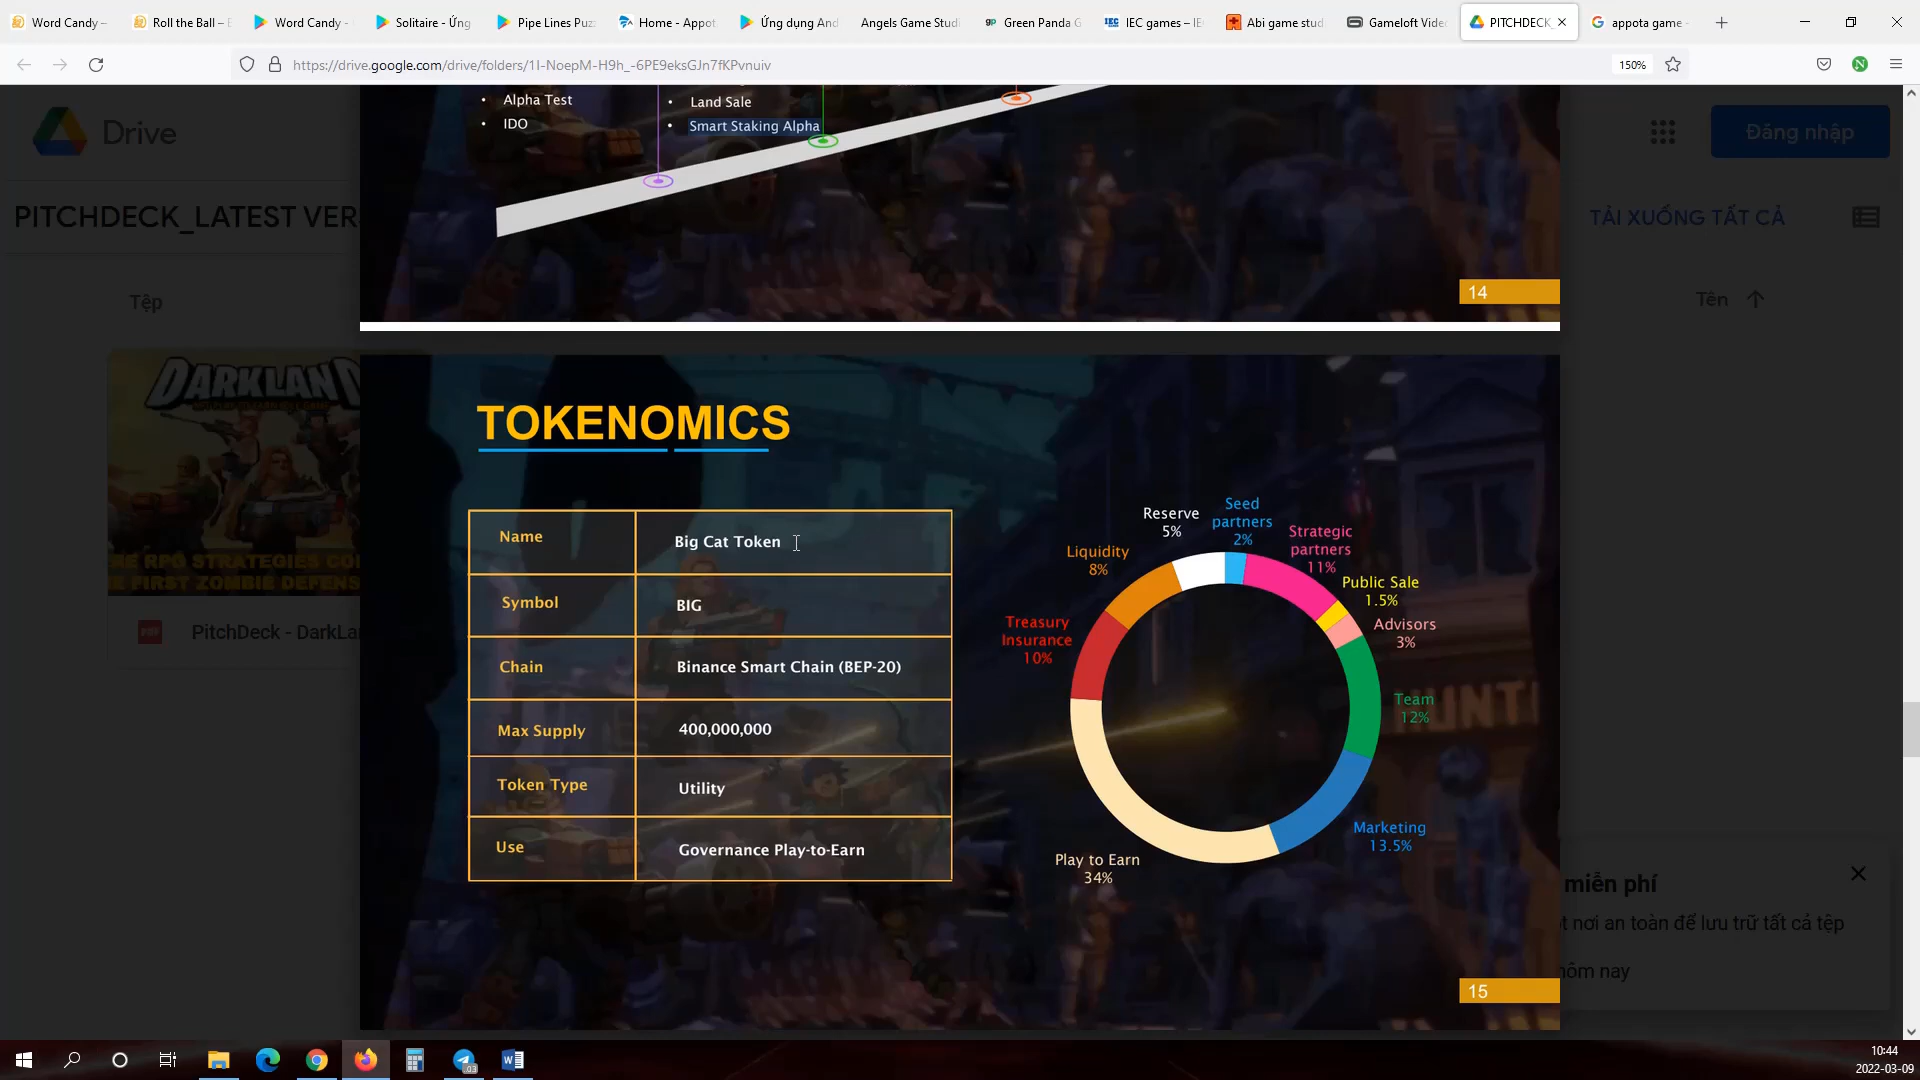 Word Candy –
Roll the Ball –
Word Candy -
Solitaire - Ứng
Pipe Lines Puz
Home - Appot
Ứng dụng And
Angels Game Stud
Green Panda G
IEC games –
Abi game stud
Gameloft Vide
PITCHDECK_
appota game -
https://drive.google.com/drive/folders/1I-NoepM-H9h_-6PE9eksGJn7fKPvnuiv
150%
• Alpha Test
• IDO
• Land Sale
• Smart Staking Alpha
Drive
Đăng nhập
PITCHDECK_LATEST VER
TẢI XUỐNG TẤT CẢ
Tệp
Tên
14
DARKLAND
PDF
PitchDeck - DarkLa
TOKENOMICS
Name
Big Cat Token
Symbol
BIG
Chain
Binance Smart Chain (BEP-20)
Max Supply
400,000,000
Token Type
Utility
Use
Governance Play-to-Earn
Reserve
5%
Seed
partners
2%
Strategic
partners
11%
Public Sale
1.5%
Advisors
3%
Team
12%
Marketing
13.5%
Play to Earn
34%
Treasury
Insurance
10%
Liquidity
8%
15
miễn phí
nơi an toàn để lưu trữ tất cả tệp
hôm nay
.03
10:44
2022-03-09